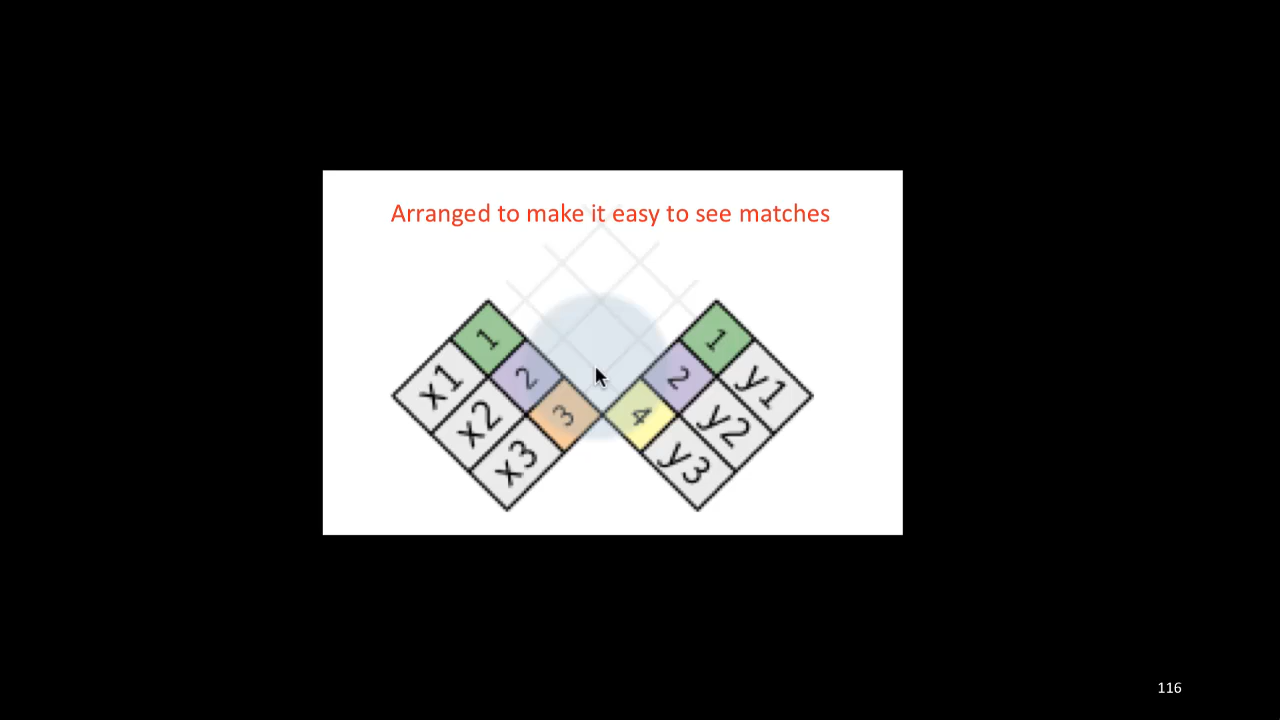 Arranged to make it easy to see matches
1 1
x1 2 2 y1
x2 3 4 y2
x3 y3
116